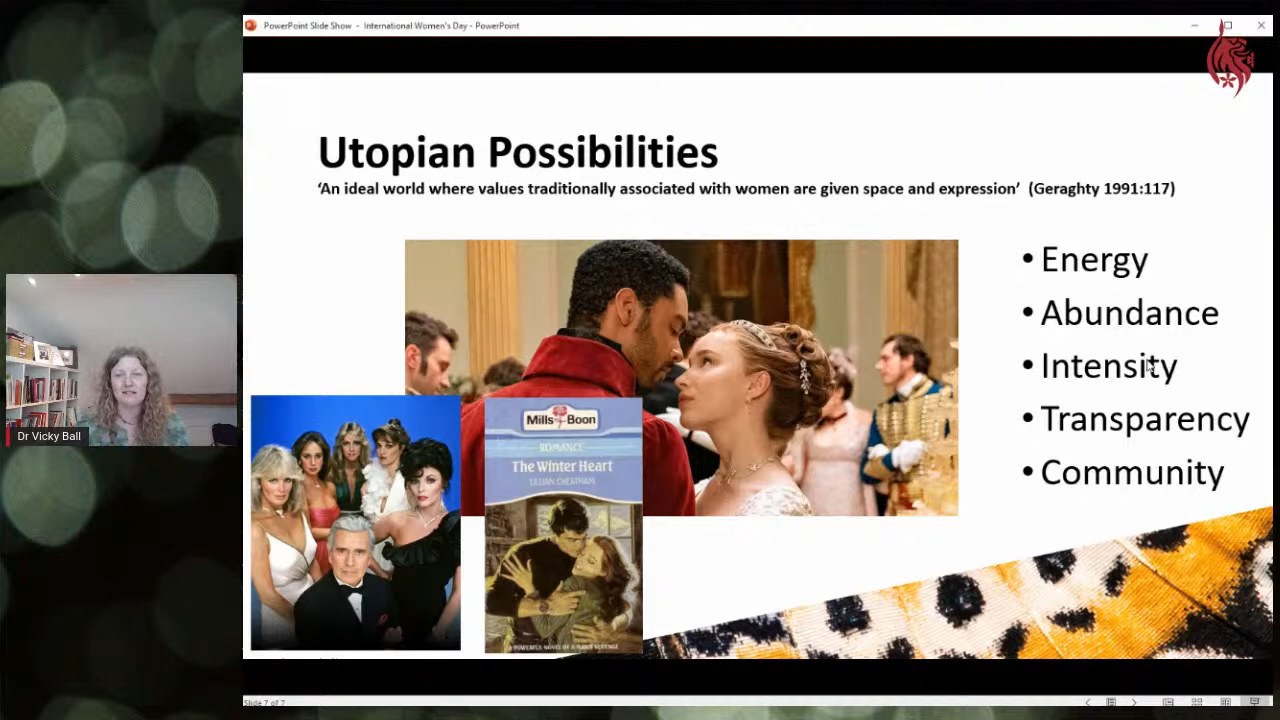 PowerPoint Slide Show - International Women's Day - PowerPoint
Utopian Possibilities
‘An ideal world where values traditionally associated with women are given space and expression’ (Geraghty 1991:117)
• Energy
• Abundance
• Intensity
• Transparency
• Community
Mills & Boon
ROMANCE
The Winter Heart
LILLIAN CHEATHAM
Dr Vicky Ball
Slide 7 of 7